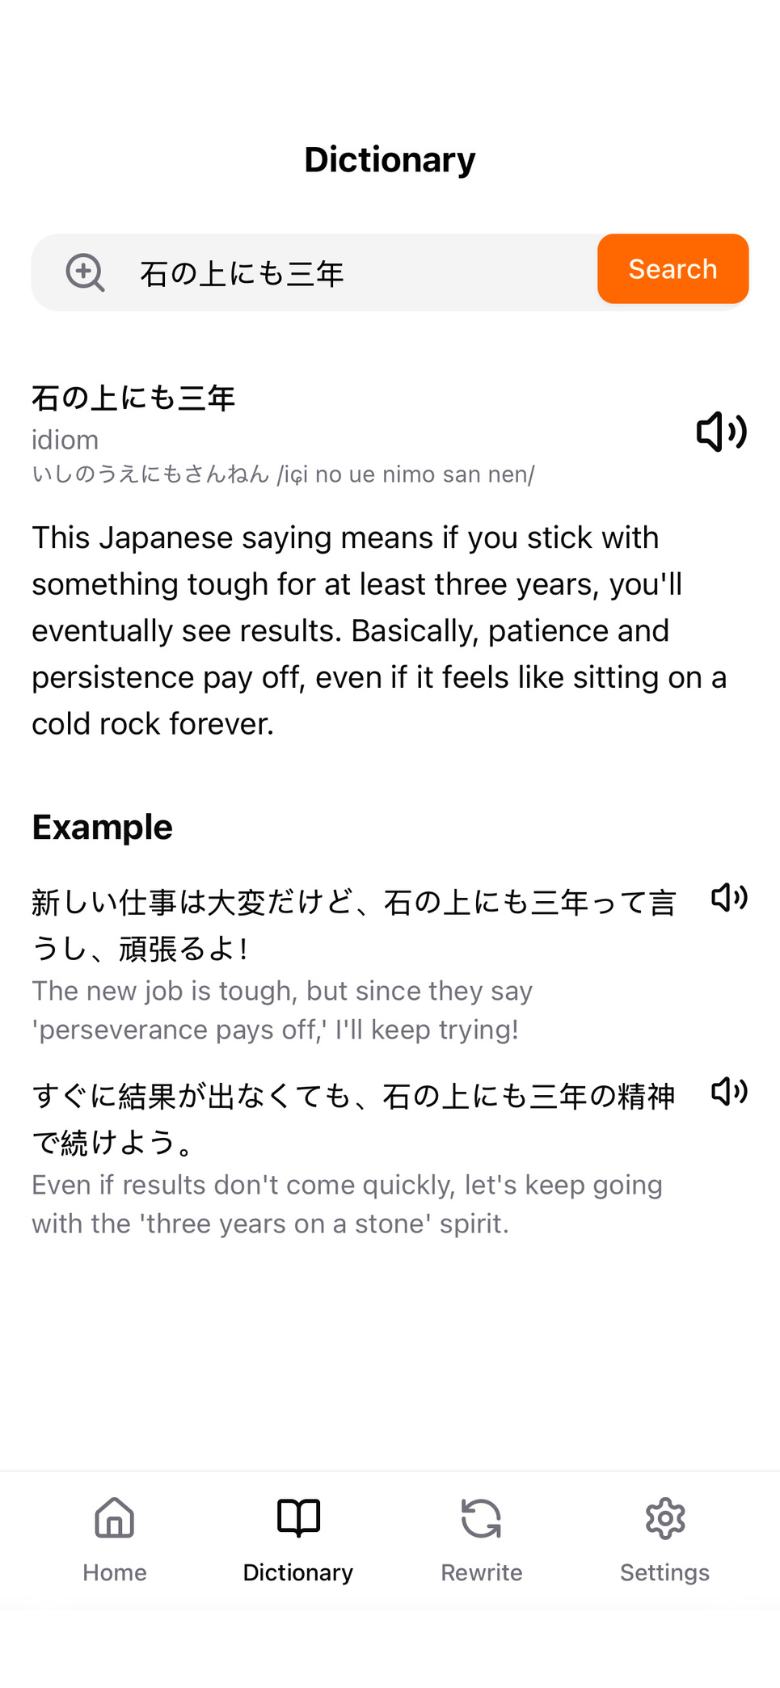 Dictionary
石の上にも三年
Search
石の上にも三年
idiom
いしのうえにもさんねん /iɕi no ue nimo san nen/
This Japanese saying means if you stick with
something tough for at least three years, you'll
eventually see results. Basically, patience and
persistence pay off, even if it feels like sitting on a
cold rock forever.
Example
新しい仕事は大変だけど、石の上にも三年って言
うし、頑張るよ!
The new job is tough, but since they say
'perseverance pays off,' I'll keep trying!
すぐに結果が出なくても、石の上にも三年の精神
で続けよう。
Even if results don't come quickly, let's keep going
with the 'three years on a stone' spirit.
Home
Dictionary
Rewrite
Settings